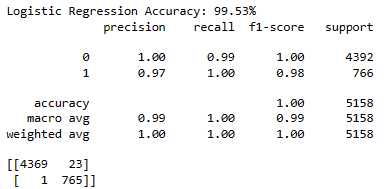 Logistic Regression Accuracy: 99.53%
precision recall f1-score support
0 1.00 0.99 1.00 4392
1 0.97 1.00 0.98 766
accuracy 1.00 5158
macro avg 0.99 1.00 0.99 5158
weighted avg 1.00 1.00 1.00 5158
[[4369 23]
[ 1 765]]